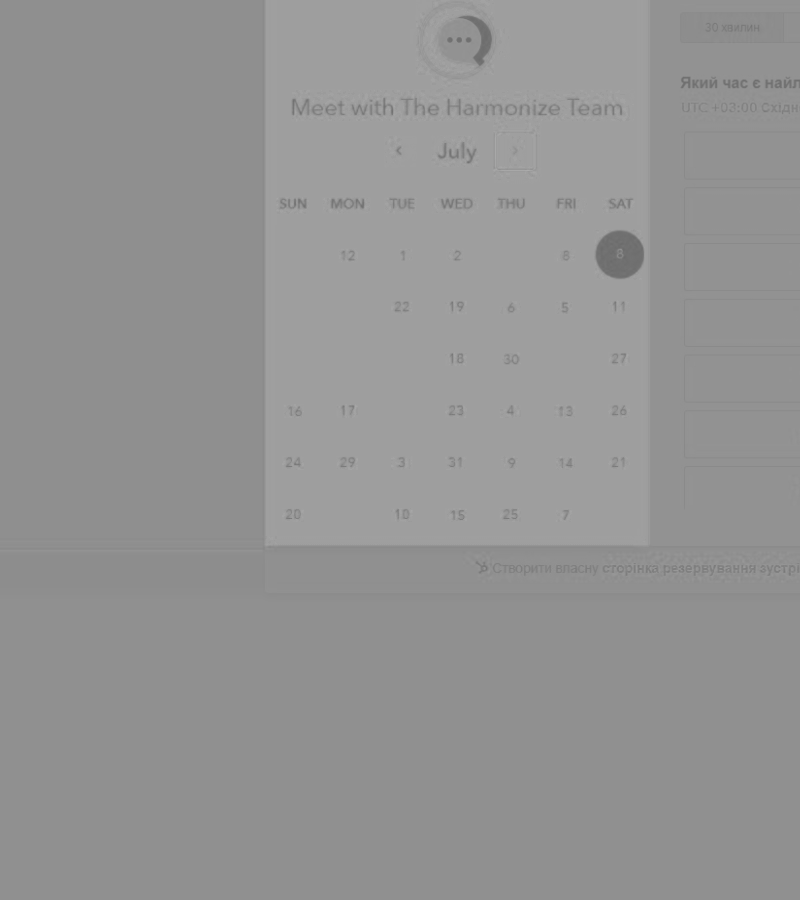 30 хвилин.
Meet with The Harmonize Team
Який час є найл
UTC +03:00 Східн
July
SUN MON TUE WED THU FRI SAT
12 1 2 8 8
22 19 6 5 11
18 30 27
16 17 23 4 13 26
24 29 3 31 9 14 21
20 10 15 25 7
Створити власну сторінка резервування зустрі